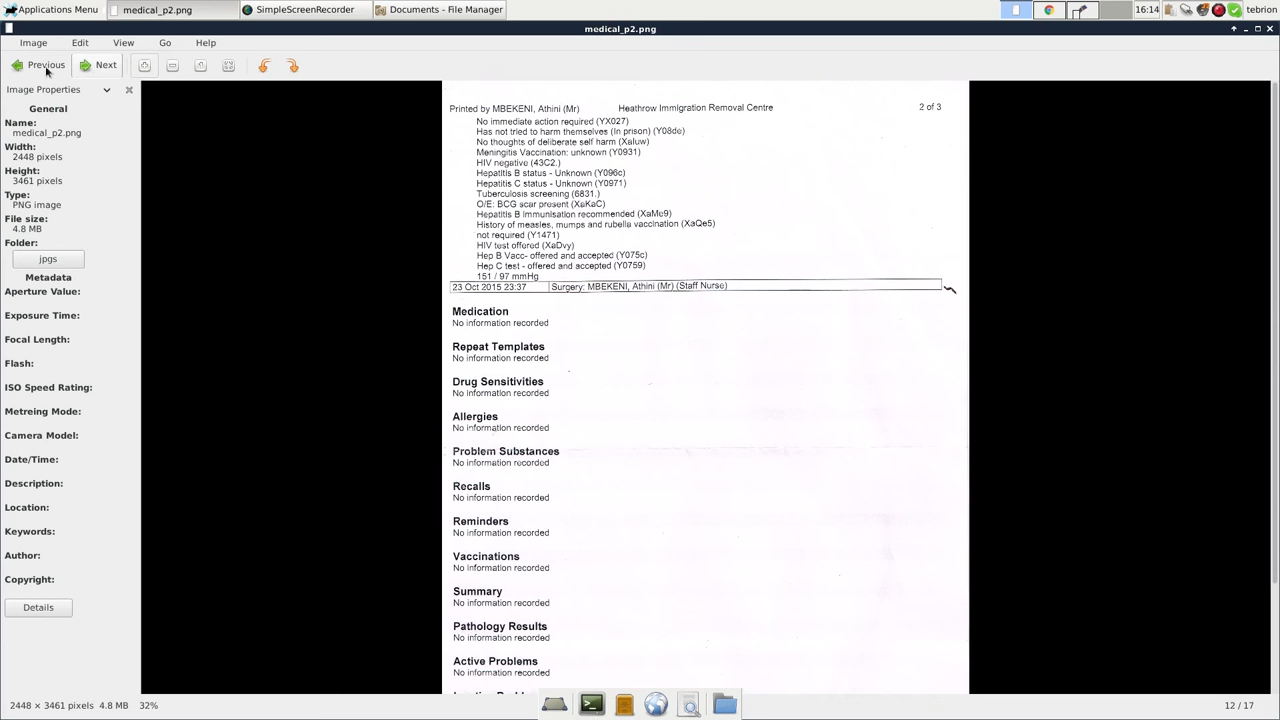 Applications Menu
medical_p2.png
SimpleScreenRecorder
Documents - File Manager
16:14
tebrion
medical_p2.png
Image
Edit
View
Go
Help
Previous
Next
Image Properties
General
Name:
medical_p2.png
Width:
2448 pixels
Height:
3461 pixels
Type:
PNG image
File size:
4.8 MB
Folder:
jpgs
Metadata
Aperture Value:
Exposure Time:
Focal Length:
Flash:
ISO Speed Rating:
Metreing Mode:
Camera Model:
Date/Time:
Description:
Location:
Keywords:
Author:
Copyright:
Details
Printed by MBEKENI, Athini (Mr) Heathrow Immigration Removal Centre 2 of 3
No immediate action required (YX027)
Has not tried to harm themselves (In prison) (Y08de)
No thoughts of deliberate self harm (XaIuw)
Meningitis Vaccination: unknown (Y0931)
HIV negative (43C2.)
Hepatitis B status - Unknown (Y096c)
Hepatitis C status - Unknown (Y0971)
Tuberculosis screening (6831.)
O/E: BCG scar present (XaKaC)
Hepatitis B Immunisation recommended (XaMe9)
History of measles, mumps and rubella vaccination (XaQe5)
not required (Y1471)
HIV test offered (XaDvy)
Hep B Vacc- offered and accepted (Y075c)
Hep C test - offered and accepted (Y0759)
151 / 97 mmHg
23 Oct 2015 23:37 Surgery: MBEKENI, Athini (Mr) (Staff Nurse)
Medication
No information recorded
Repeat Templates
No information recorded
Drug Sensitivities
No information recorded
Allergies
No information recorded
Problem Substances
No information recorded
Recalls
No information recorded
Reminders
No information recorded
Vaccinations
No information recorded
Summary
No information recorded
Pathology Results
No information recorded
Active Problems
No information recorded
2448 × 3461 pixels 4.8 MB 32%
12 / 17